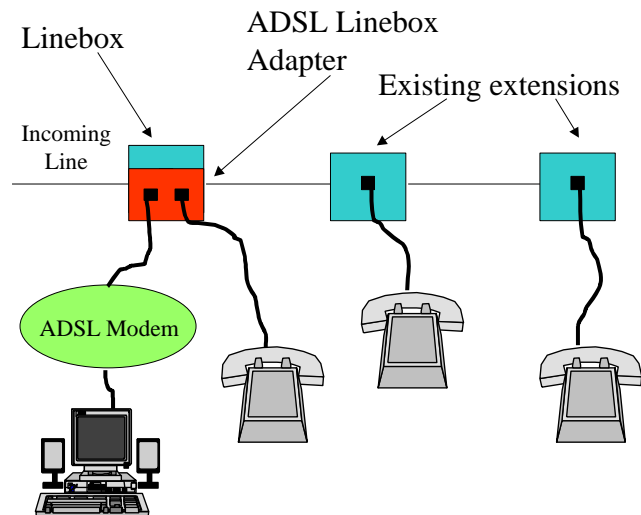 Linebox
ADSL Linebox
Adapter
Existing extensions
Incoming
Line
ADSL Modem